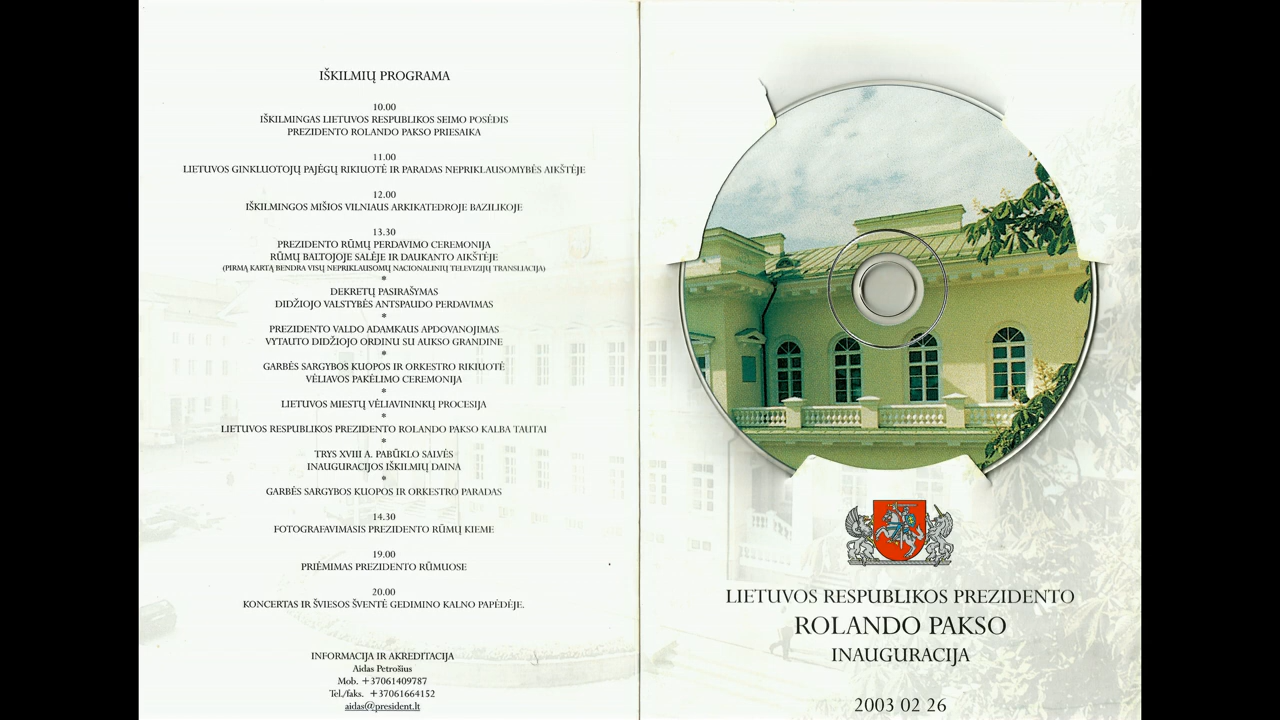 IŠKILMIŲ PROGRAMA
10.00
IŠKILMINGAS LIETUVOS RESPUBLIKOS SEIMO POSĖDIS
PREZIDENTO ROLANDO PAKSO PRIESAIKA
11.00
LIETUVOS GINKLUOTOJŲ PAJĖGŲ RIKIUOTĖ IR PARADAS NEPRIKLAUSOMYBĖS AIKŠTĖJE
12.00
IŠKILMINGOS MIŠIOS VILNIAUS ARKIKATEDROJE BAZILIKOJE
13.30
PREZIDENTO RŪMŲ PERDAVIMO CEREMONIJA
RŪMŲ BALTOJOJE SALĖJE IR DAUKANTO AIKŠTĖJE
(PIRMĄ KARTĄ BENDRA VISŲ NEPRIKLAUSOMŲ NACIONALINIŲ TELEVIZIJŲ TRANSLIACIJA)
*
DEKRETŲ PASIRAŠYMAS
DIDŽIOJO VALSTYBĖS ANTSPAUDO PERDAVIMAS
*
PREZIDENTO VALDO ADAMKAUS APDOVANOJIMAS
VYTAUTO DIDŽIOJO ORDINU SU AUKSO GRANDINE
*
GARBĖS SARGYBOS KUOPOS IR ORKESTRO RIKIUOTĖ
VĖLIAVOS PAKĖLIMO CEREMONIJA
*
LIETUVOS MIESTŲ VĖLIAVININKŲ PROCESIJA
*
LIETUVOS RESPUBLIKOS PREZIDENTO ROLANDO PAKSO KALBA TAUTAI
*
TRYS XVIII A. PABŪKLO SALVĖS
INAUGURACIJOS IŠKILMIŲ DAINA
*
GARBĖS SARGYBOS KUOPOS IR ORKESTRO PARADAS
14.30
FOTOGRAFAVIMASIS PREZIDENTO RŪMŲ KIEME
19.00
PRIĖMIMAS PREZIDENTO RŪMUOSE
20.00
KONCERTAS IR ŠVIESOS ŠVENTĖ GEDIMINO KALNO PAPĖDĖJE.
INFORMACIJA IR AKREDITACIJA
Aidas Petrošius
Mob. +37061409787
Tel./faks. +37061664152
aidas@president.lt
LIETUVOS RESPUBLIKOS PREZIDENTO
ROLANDO PAKSO
INAUGURACIJA
2003 02 26